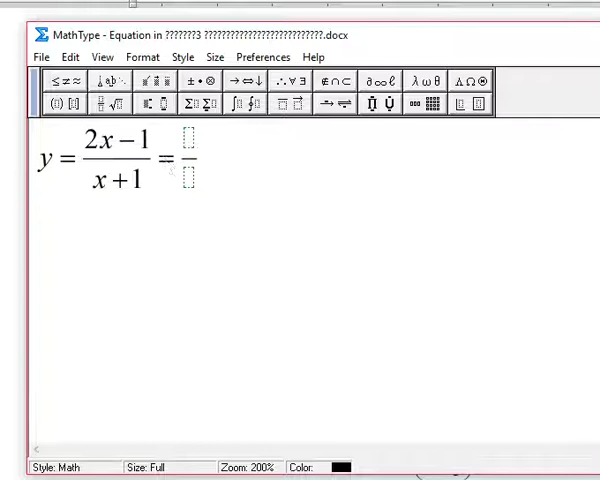 MathType - Equation in ???????3 ???????????????????????????.docx
File Edit View Format Style Size Preferences Help
y = \frac{2x-1}{x+1} =
Style: Math Size: Full Zoom: 200% Color: